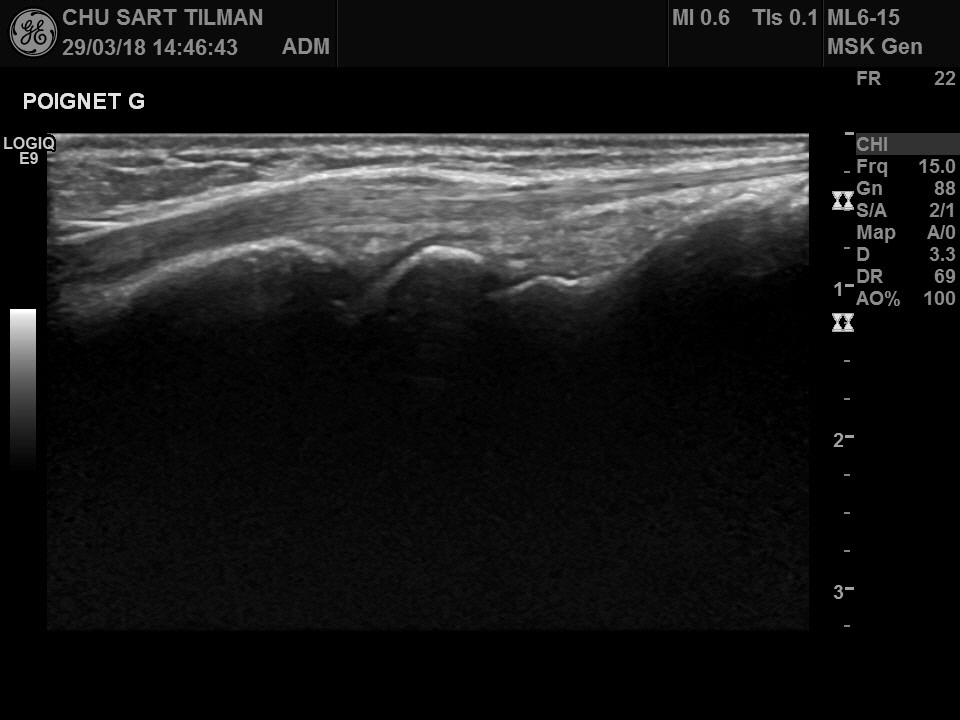 GE
CHU SART TILMAN
29/03/18 14:46:43 ADM
MI 0.6 TIs 0.1
ML6-15
MSK Gen
FR 22
POIGNET G
LOGIQ
E9
CHI
Frq 15.0
Gn 88
S/A 2/1
Map A/0
D 3.3
DR 69
AO% 100
1
2
3